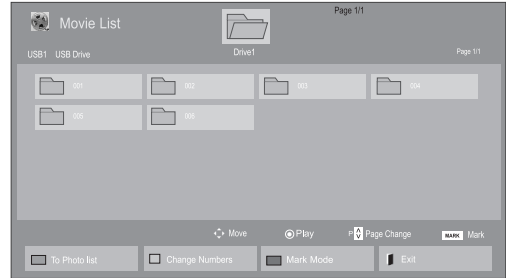 Page 1/1
Movie List
Drive1
USB1 USB Drive
Page 1/1
001 002 003 004
005 006
Move Play P Page Change MARK Mark
To Photo list Change Numbers Mark Mode Exit